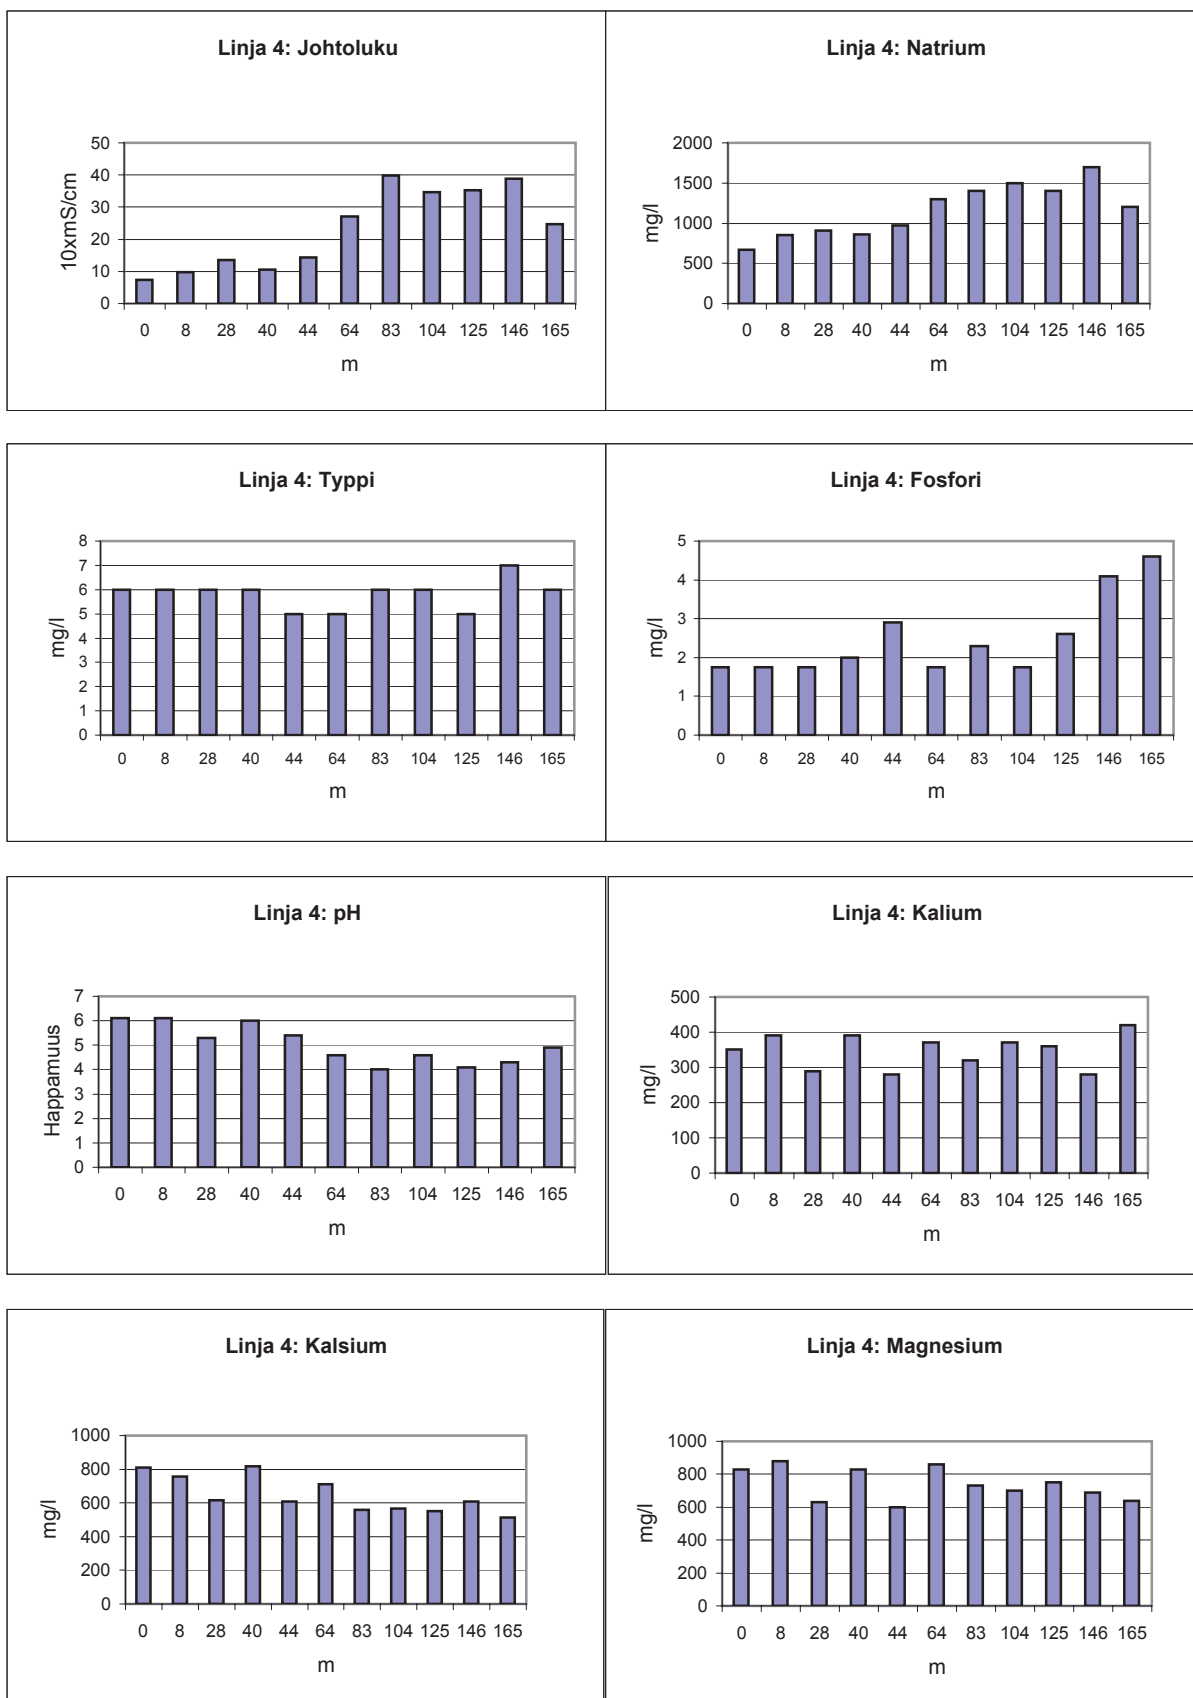 Linja 4: Johtoluku
50
40
30
20
10
0
10xmS/cm
0 8 28 40 44 64 83 104 125 146 165
m
Linja 4: Natrium
2000
1500
1000
500
0
mg/l
0 8 28 40 44 64 83 104 125 146 165
m
Linja 4: Typpi
8
7
6
5
4
3
2
1
0
mg/l
0 8 28 40 44 64 83 104 125 146 165
m
Linja 4: Fosfori
5
4
3
2
1
0
mg/l
0 8 28 40 44 64 83 104 125 146 165
m
Linja 4: pH
7
6
5
4
3
2
1
0
Happamuus
0 8 28 40 44 64 83 104 125 146 165
m
Linja 4: Kalium
500
400
300
200
100
0
mg/l
0 8 28 40 44 64 83 104 125 146 165
m
Linja 4: Kalsium
1000
800
600
400
200
0
mg/l
0 8 28 40 44 64 83 104 125 146 165
m
Linja 4: Magnesium
1000
800
600
400
200
0
mg/l
0 8 28 40 44 64 83 104 125 146 165
m